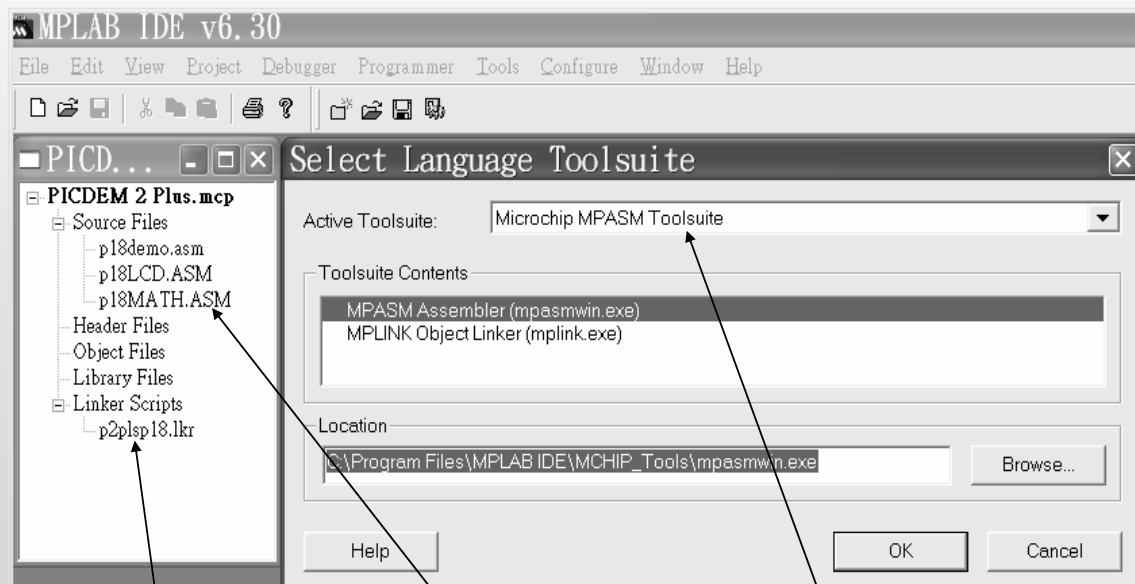 MPLAB IDE v6.30
File Edit View Project Debugger Programmer Tools Configure Window Help
PICD...
PICDEM 2 Plus.mcp
Source Files
p18demo.asm
p18LCD.ASM
p18MATH.ASM
Header Files
Object Files
Library Files
Linker Scripts
p2plsp18.lkr
Select Language Toolsuite
Active Toolsuite: Microchip MPASM Toolsuite
Toolsuite Contents
MPASM Assembler (mpasmwin.exe)
MPLINK Object Linker (mplink.exe)
Location
C:\Program Files\MPLAB IDE\MCHIP_Tools\mpasmwin.exe Browse...
Help OK Cancel